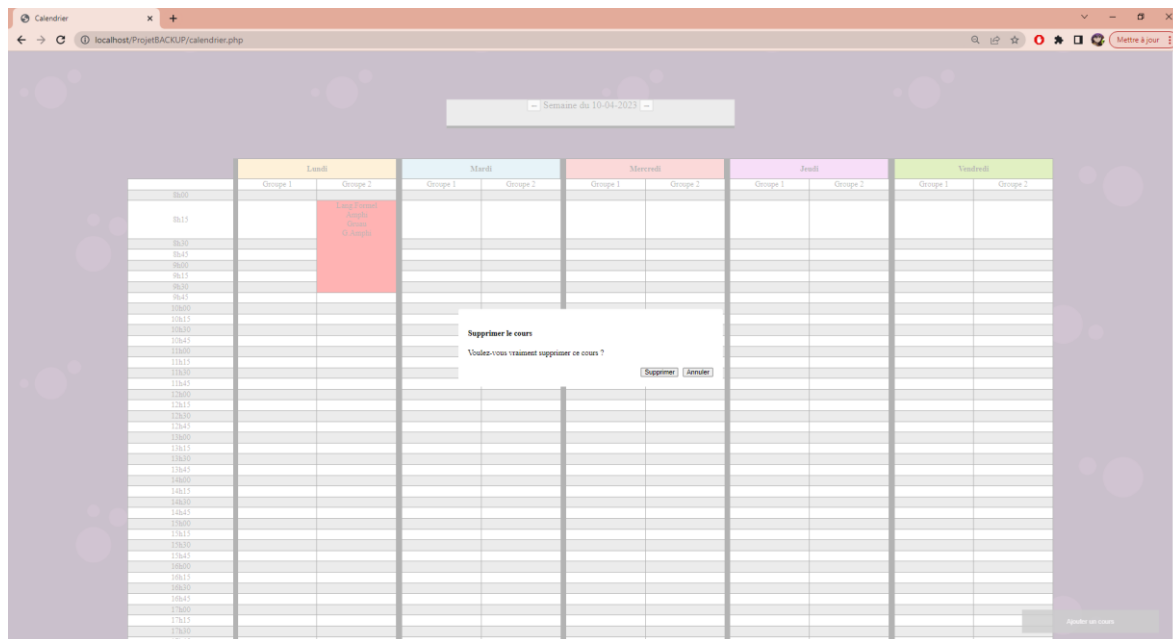 Calendrier
localhost/ProjetBACKUP/calendrier.php
Mettre à jour
Semaine du 10-04-2023
Lundi Mardi Mercredi Jeudi Vendredi
Groupe 1 Groupe 2 Groupe 1 Groupe 2 Groupe 1 Groupe 2 Groupe 1 Groupe 2 Groupe 1 Groupe 2
8h00
8h15
Amphi
8h30
8h45
9h00
9h15
9h30
9h45
10h00
10h15
10h30
10h45
11h00
11h15
11h30
11h45
12h00
12h15
12h30
12h45
13h00
13h15
13h30
13h45
14h00
14h15
14h30
14h45
15h00
15h15
15h30
15h45
16h00
16h15
16h30
16h45
17h00
17h15
17h30
Supprimer le cours
Voulez-vous vraiment supprimer ce cours ?
Supprimer Annuler
Ajouter un cours